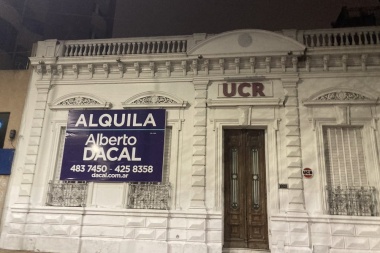 UCR
ALQUILA
Alberto
DACAL
483 7450 - 425 8358
dacal.com.ar